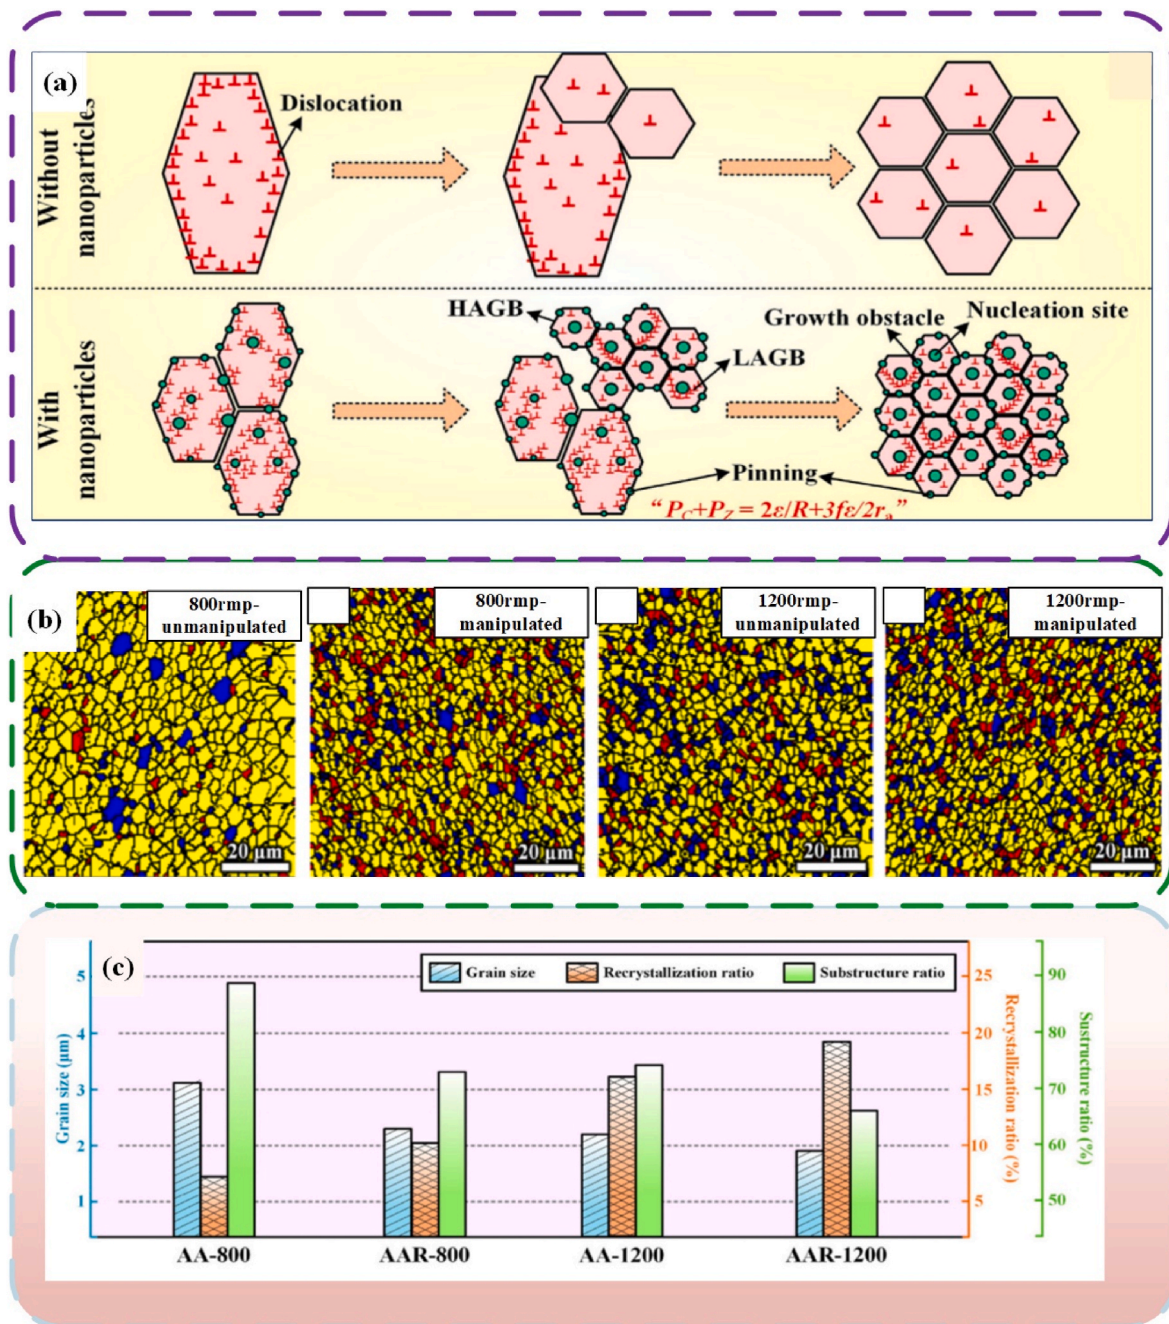 (a)
Without
nanoparticles
Dislocation
With
nanoparticles
HAGB
LAGB
Growth obstacle
Nucleation site
Pinning
“ P_C+P_Z = 2ε/R+3fε/2r_a”
(b)
800rmp-
unmanipulated
800rmp-
manipulated
1200rmp-
unmanipulated
1200rmp-
manipulated
20 μm
20 μm
20 μm
20 μm
(c)
Grain size
Recrystallization ratio
Substructure ratio
Grain size (μm)
5
4
3
2
1
25
20
15
10
5
Recrystallization ratio (%)
90
80
70
60
50
Sustructure ratio (%)
AA-800
AAR-800
AA-1200
AAR-1200